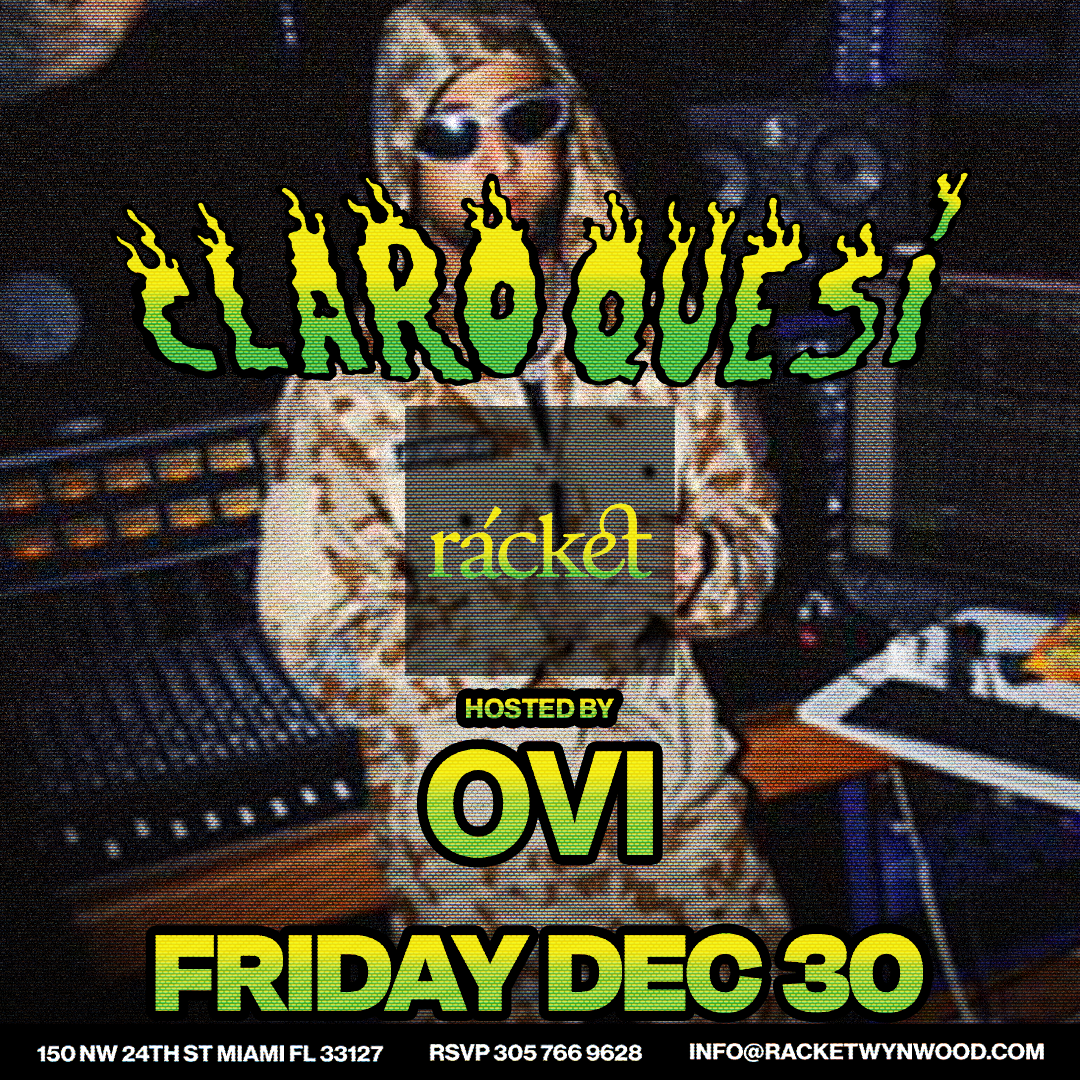 CLARO QUE SÍ
rácket
HOSTED BY
OVI
FRIDAY DEC 30
150 NW 24TH ST MIAMI FL 33127 RSVP 305 766 9628 INFO@RACKETWYNWOOD.COM